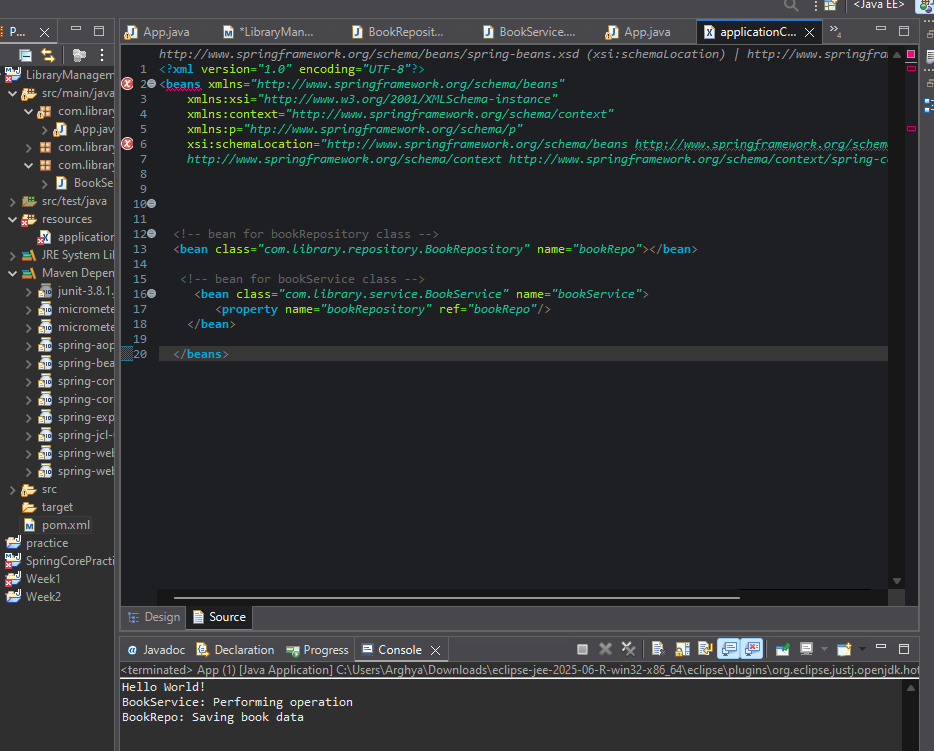 <Java EE>
P...
App.java
*LibraryMan...
BookReposit...
BookService....
App.java
applicationC...
»4
LibraryManagem
src/main/java
com.library
App.jav
com.library
com.library
BookSe
src/test/java
resources
application
JRE System Li
Maven Depen
junit-3.8.1.
micromete
micromete
spring-aop
spring-bea
spring-cor
spring-cor
spring-exp
spring-jcl-
spring-web
spring-web
src
target
pom.xml
practice
SpringCorePracti
Week1
Week2
http://www.springframework.org/schema/beans/spring-beans.xsd (xsi:schemaLocation) | http://www.springframework.or
1 <?xml version="1.0" encoding="UTF-8"?>
2 <beans xmlns="http://www.springframework.org/schema/beans"
3 xmlns:xsi="http://www.w3.org/2001/XMLSchema-instance"
4 xmlns:context="http://www.springframework.org/schema/context"
5 xmlns:p="htp://www.springframework.org/schema/p"
6 xsi:schemaLocation="http://www.springframework.org/schema/beans http://www.springframework.org/schem
7 http://www.springframework.org/schema/context http://www.springframework.org/schema/context/spring-c
8
9
10
11
12 <!-- bean for bookRepository class -->
13 <bean class="com.library.repository.BookRepository" name="bookRepo"></bean>
14
15 <!-- bean for bookService class -->
16 <bean class="com.library.service.BookService" name="bookService">
17 <property name="bookRepository" ref="bookRepo"/>
18 </bean>
19
20 </beans>
Design
Source
Javadoc
Declaration
Progress
Console
<terminated> App (1) [Java Application] C:\Users\Arghya\Downloads\eclipse-jee-2025-06-R-win32-x86_64\eclipse\plugins\org.eclipse.justj.openjdk.hot
Hello World!
BookService: Performing operation
BookRepo: Saving book data